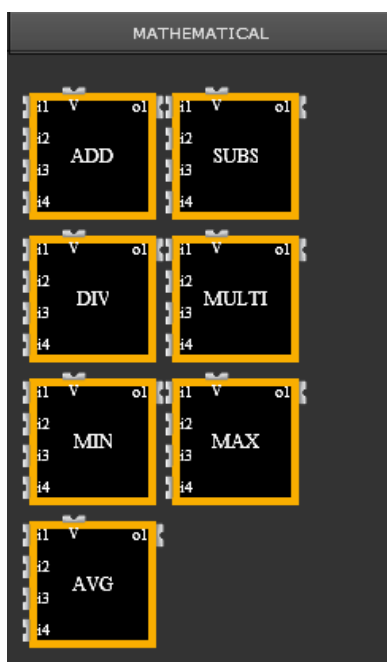 MATHEMATICAL
i1 V o1 i1 V o1
i2 i2
ADD SUBS
i3 i3
i4 i4
i1 V o1 i1 V o1
i2 i2
DIV MULTI
i3 i3
i4 i4
i1 V o1 i1 V o1
i2 i2
MIN MAX
i3 i3
i4 i4
i1 V o1
i2
AVG
i3
i4